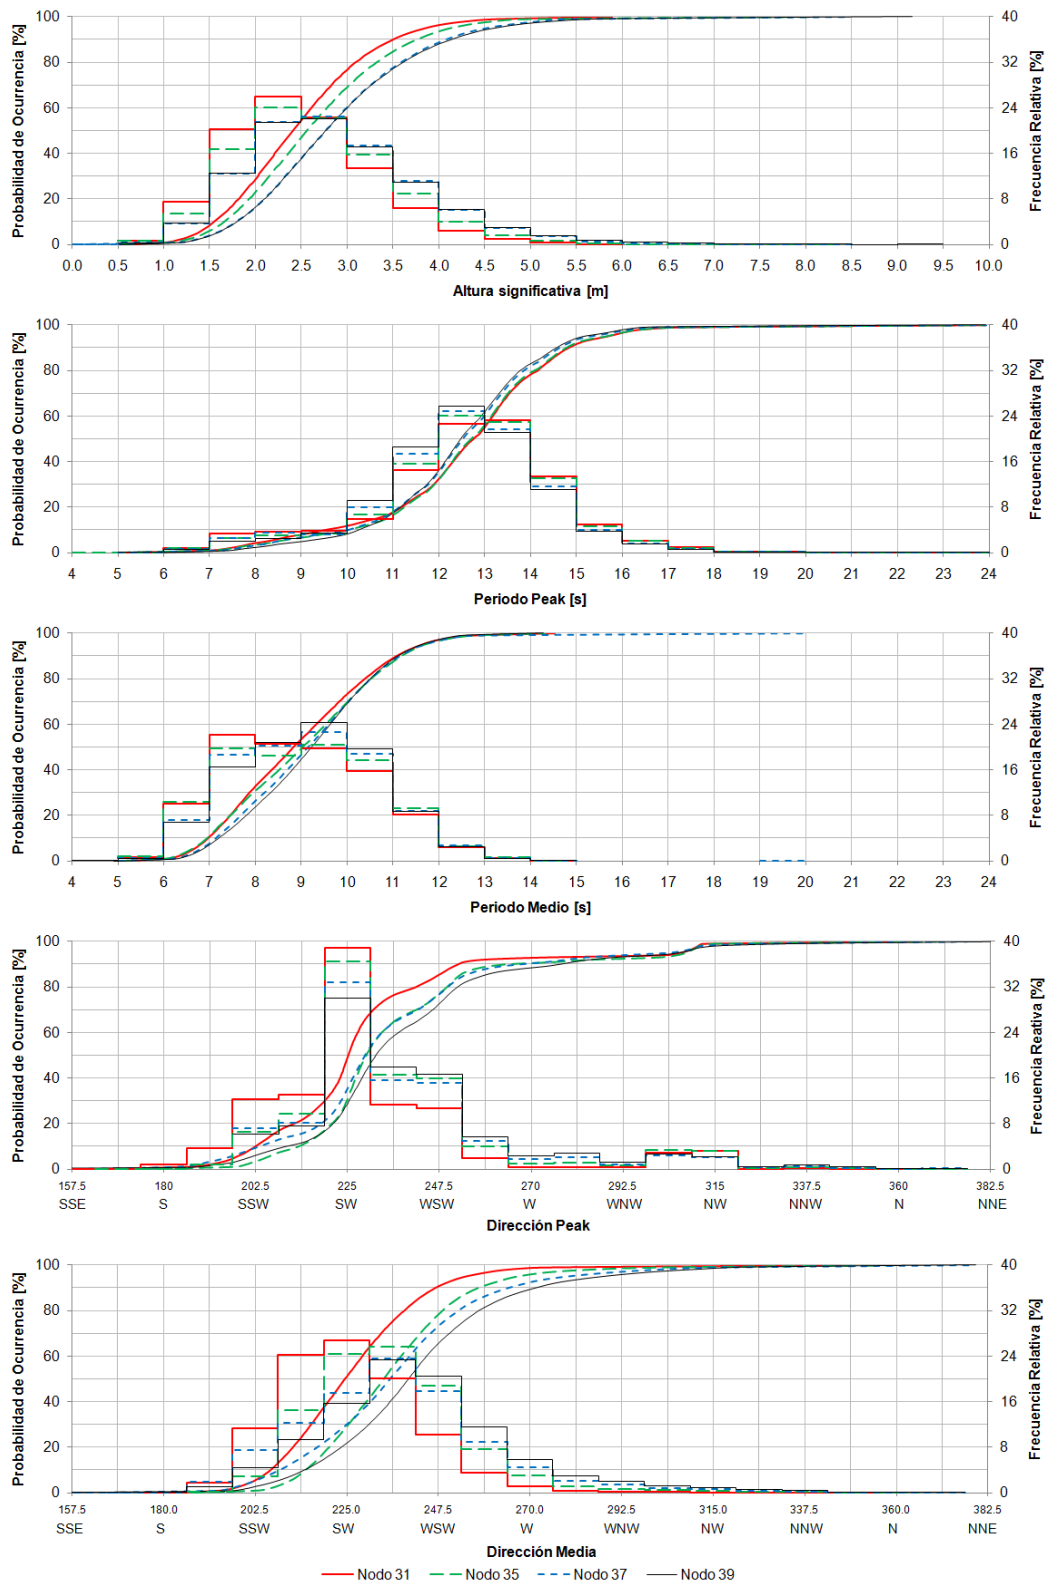 Probabilidad de Ocurrencia [%]
Frecuencia Relativa [%]
100 80 60 40 20 0
40 32 24 16 8 0
0.0 0.5 1.0 1.5 2.0 2.5 3.0 3.5 4.0 4.5 5.0 5.5 6.0 6.5 7.0 7.5 8.0 8.5 9.0 9.5 10.0
Altura significativa [m]
Probabilidad de Ocurrencia [%]
Frecuencia Relativa [%]
100 80 60 40 20 0
40 32 24 16 8 0
4 5 6 7 8 9 10 11 12 13 14 15 16 17 18 19 20 21 22 23 24
Periodo Peak [s]
Probabilidad de Ocurrencia [%]
Frecuencia Relativa [%]
100 80 60 40 20 0
40 32 24 16 8 0
4 5 6 7 8 9 10 11 12 13 14 15 16 17 18 19 20 21 22 23 24
Periodo Medio [s]
Probabilidad de Ocurrencia [%]
Frecuencia Reativa [%]
100 80 60 40 20 0
40 32 24 16 8 0
157.5 180 202.5 225 247.5 270 292.5 315 337.5 360 382.5
SSE S SSW SW WSW W WNW NW NNW N NNE
Dirección Peak
Probabilidad de Ocurrencia [%]
Frecuencia Relativa [%]
100 80 60 40 20 0
40 32 24 16 8 0
157.5 180.0 202.5 225.0 247.5 270.0 292.5 315.0 337.5 360.0 382.5
SSE S SSW SW WSW W WNW NW NNW N NNE
Dirección Media
Nodo 31 Nodo 35 Nodo 37 Nodo 39